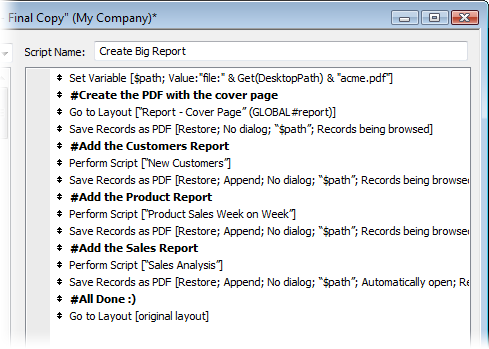 Final Copy" (My Company)*
Script Name: Create Big Report
Set Variable [$path; Value:"file:" & Get(DesktopPath) & "acme.pdf"]
#Create the PDF with the cover page
Go to Layout ["Report - Cover Page" (GLOBAL#report)]
Save Records as PDF [Restore; No dialog; “$path”; Records being browsed]
#Add the Customers Report
Perform Script ["New Customers"]
Save Records as PDF [Restore; Append; No dialog; “$path”; Records being browsed
#Add the Product Report
Perform Script ["Product Sales Week on Week"]
Save Records as PDF [Restore; Append; No dialog; “$path”; Records being browsed
#Add the Sales Report
Perform Script ["Sales Analysis"]
Save Records as PDF [Restore; Append; No dialog; “$path”; Automatically open; Re
#All Done :)
Go to Layout [original layout]